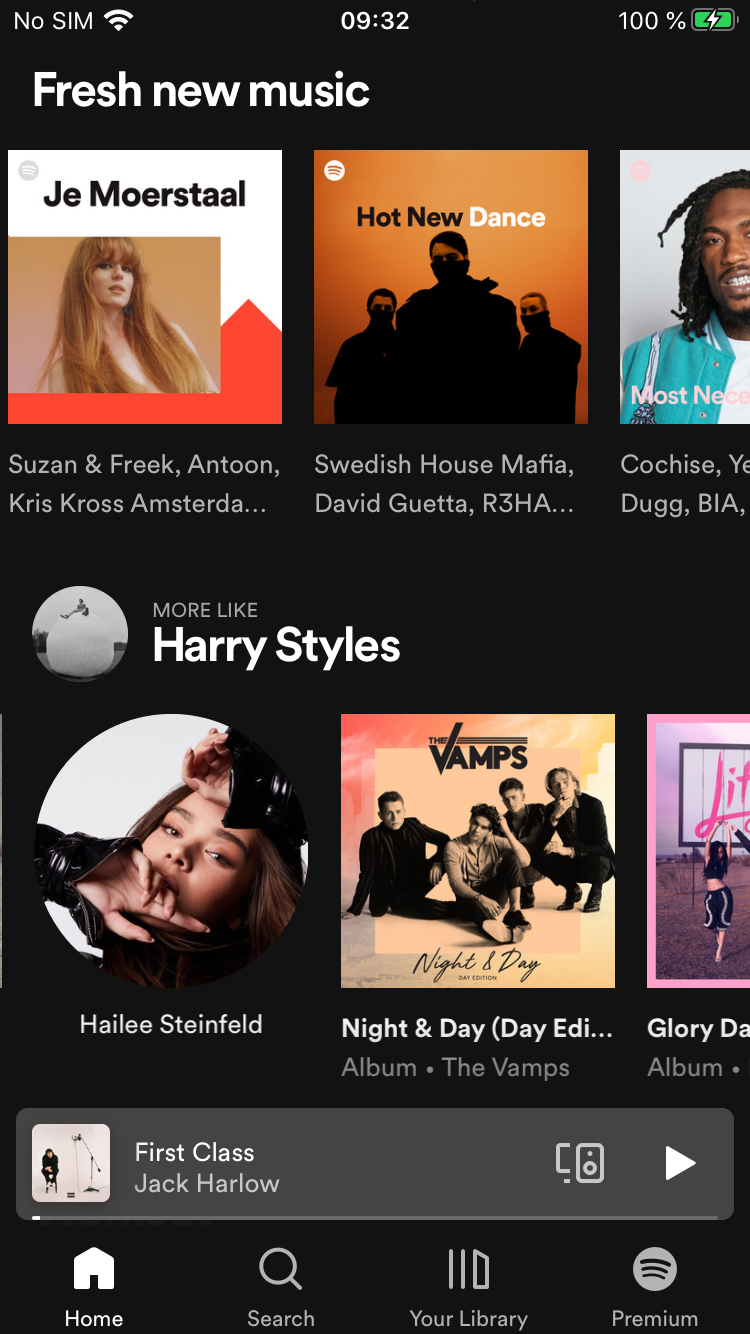 No SIM 09:32 100 %
Fresh new music
Je Moerstaal
Hot New Dance
Most Nece
Suzan & Freek, Antoon,
Kris Kross Amsterda...
Swedish House Mafia,
David Guetta, R3HA...
Cochise, Ye
Dugg, BIA,
MORE LIKE
Harry Styles
THE
VAMPS
Night & Day
DAY EDITION
Hailee Steinfeld
Night & Day (Day Edi...
Album • The Vamps
Glory Da
Album •
First Class
Jack Harlow
Home
Search
Your Library
Premium